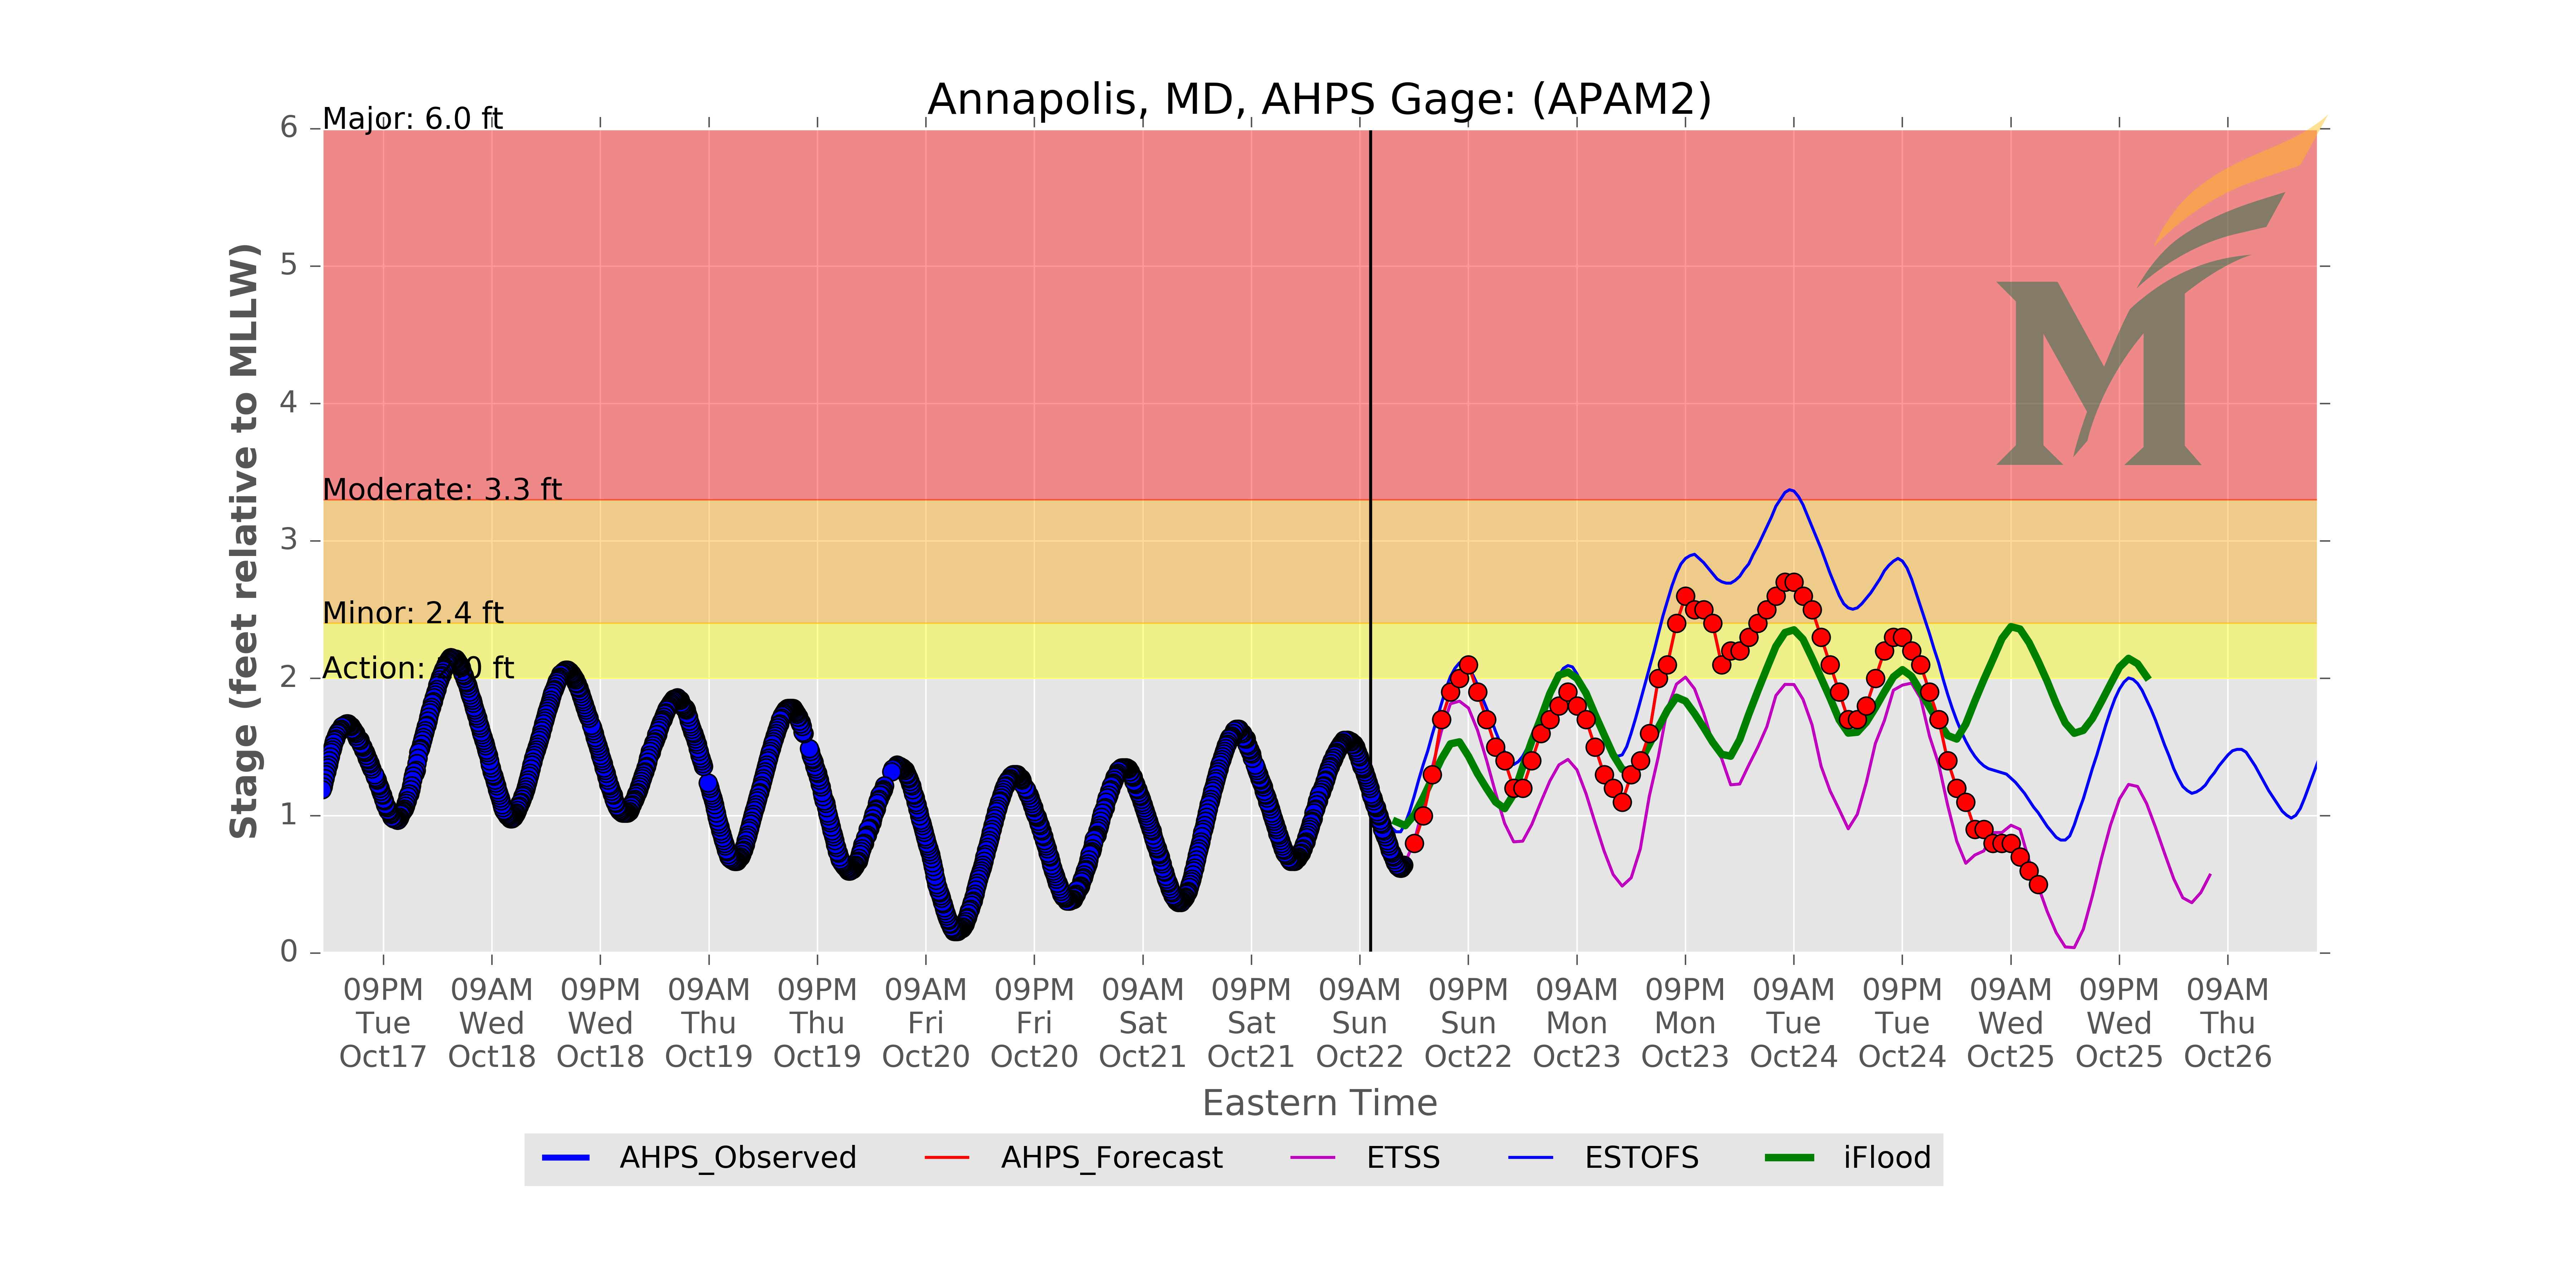 Annapolis, MD, AHPS Gage: (APAM2)
Major: 6.0 ft
Moderate: 3.3 ft
Minor: 2.4 ft
Action: 0 ft
Stage (feet relative to MLLW)
6
5
4
3
2
1
0
09PM 09AM 09PM 09AM 09PM 09AM 09PM 09AM 09PM 09AM 09PM 09AM 09PM 09AM 09PM 09AM 09PM 09AM
Tue Wed Wed Thu Thu Fri Fri Sat Sat Sun Sun Mon Mon Tue Tue Wed Wed Thu
Oct17 Oct18 Oct18 Oct19 Oct19 Oct20 Oct20 Oct21 Oct21 Oct22 Oct22 Oct23 Oct23 Oct24 Oct24 Oct25 Oct25 Oct26
Eastern Time
AHPS_Observed AHPS_Forecast ETSS ESTOFS iFlood
M